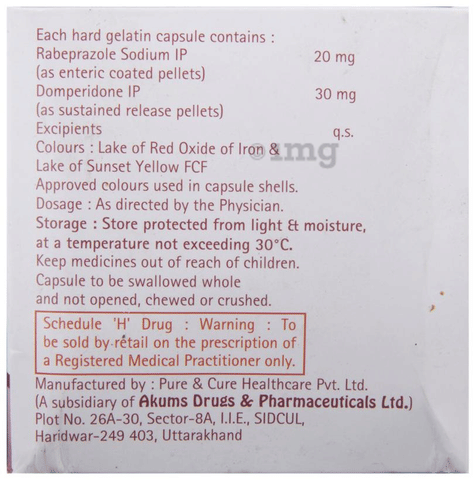 Each hard gelatin capsule contains :
Rabeprazole Sodium IP 20 mg
(as enteric coated pellets)
Domperidone IP 30 mg
(as sustained release pellets)
Excipients q.s.
Colours : Lake of Red Oxide of Iron &
Lake of Sunset Yellow FCF
Approved colours used in capsule shells.
Dosage : As directed by the Physician.
Storage : Store protected from light & moisture,
at a temperature not exceeding 30°C.
Keep medicines out of reach of children.
Capsule to be swallowed whole
and not opened, chewed or crushed.
Schedule 'H' Drug : Warning : To
be sold by retail on the prescription of
a Registered Medical Practitioner only.
Manufactured by : Pure & Cure Healthcare Pvt. Ltd.
(A subsidiary of Akums Drugs & Pharmaceuticals Ltd.)
Plot No. 26A-30, Sector-8A, I.I.E., SIDCUL,
Haridwar-249 403, Uttarakhand
1mg